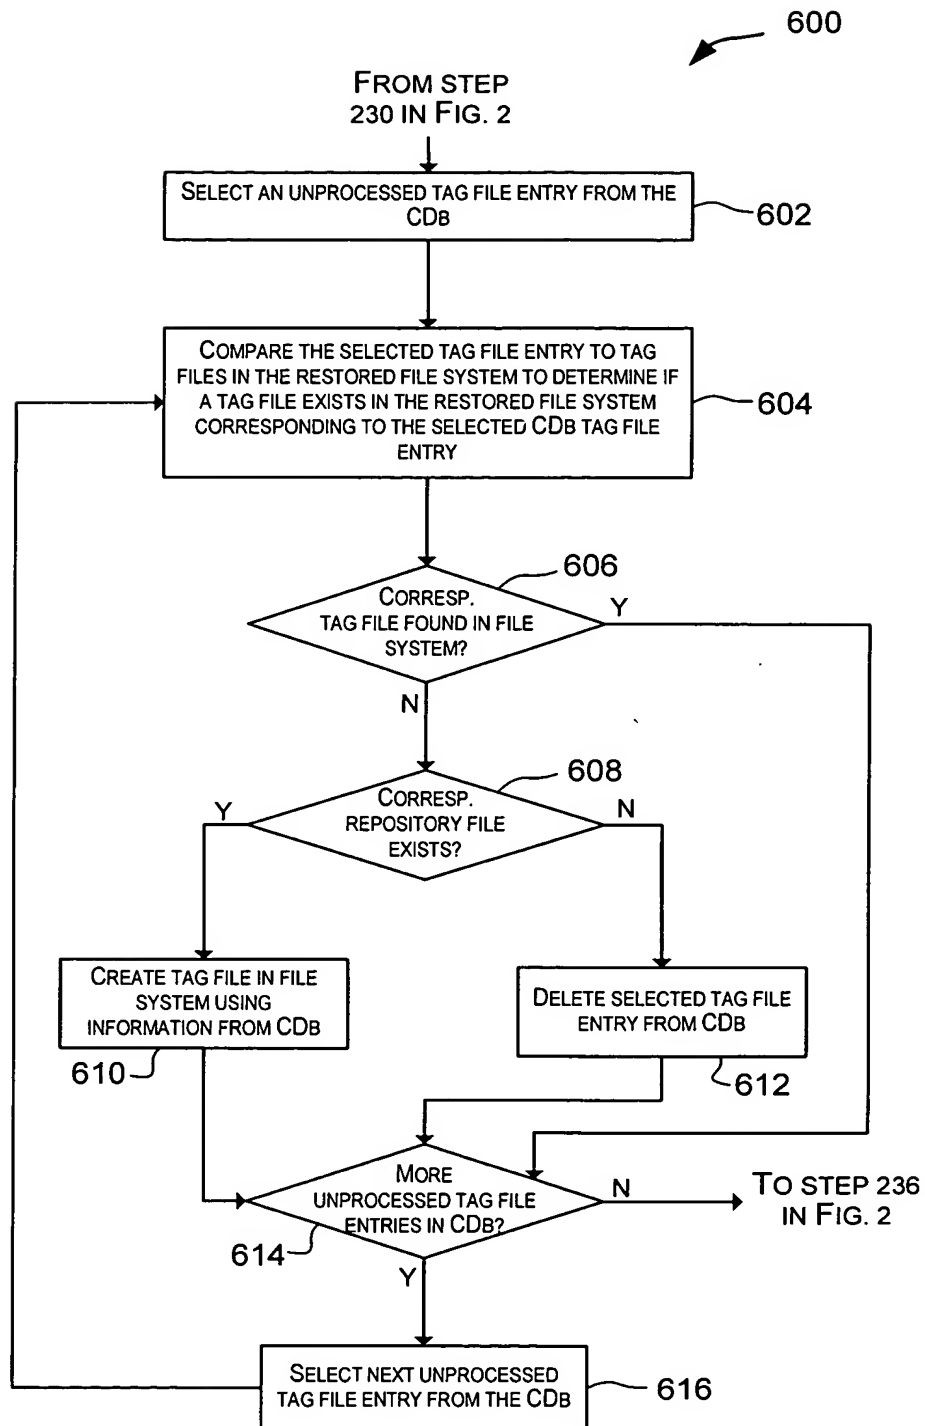 600
FROM STEP
230 IN FIG. 2
SELECT AN UNPROCESSED TAG FILE ENTRY FROM THE
CDB
602
COMPARE THE SELECTED TAG FILE ENTRY TO TAG
FILES IN THE RESTORED FILE SYSTEM TO DETERMINE IF
A TAG FILE EXISTS IN THE RESTORED FILE SYSTEM
CORRESPONDING TO THE SELECTED CDB TAG FILE
ENTRY
604
606
CORRESP.
TAG FILE FOUND IN FILE
SYSTEM?
Y
N
608
CORRESP.
REPOSITORY FILE
EXISTS?
Y
N
CREATE TAG FILE IN FILE
SYSTEM USING
INFORMATION FROM CDB
610
DELETE SELECTED TAG FILE
ENTRY FROM CDB
612
MORE
UNPROCESSED TAG FILE
ENTRIES IN CDB?
614
N
TO STEP 236
IN FIG. 2
Y
SELECT NEXT UNPROCESSED
TAG FILE ENTRY FROM THE CDB
616